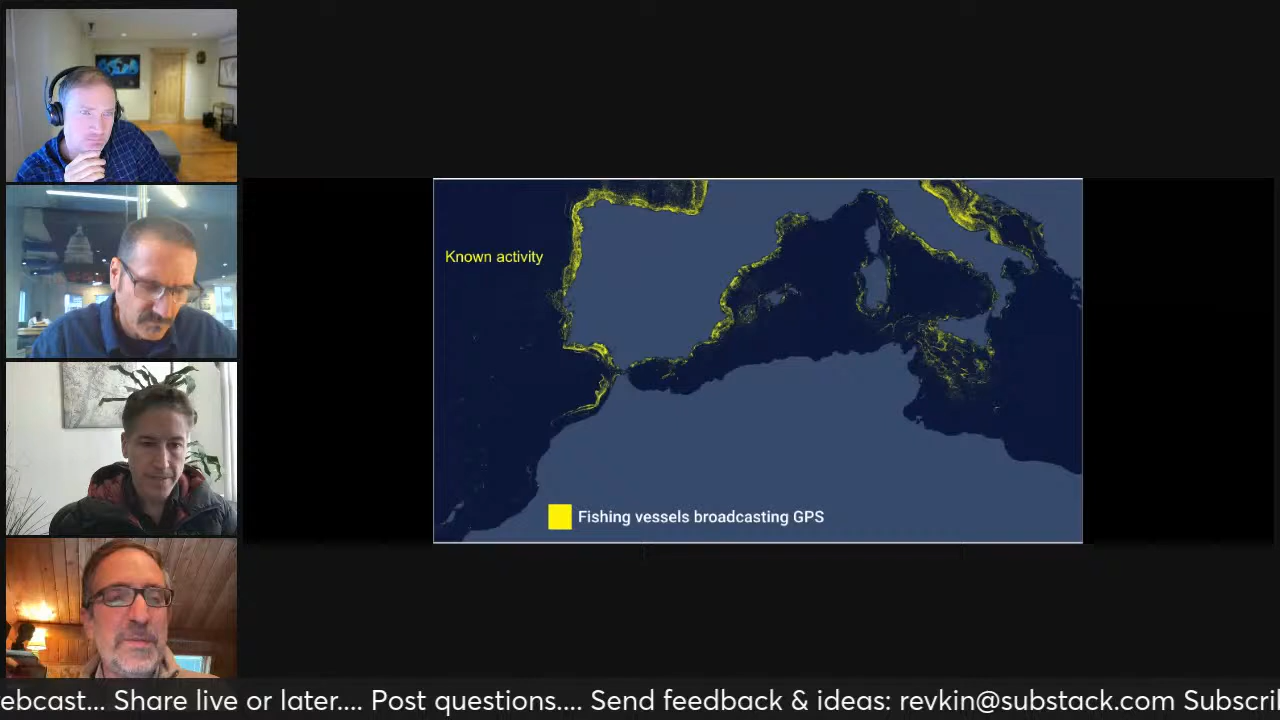 Known activity
Fishing vessels broadcasting GPS
ebcast... Share live or later.... Post questions.... Send feedback & ideas: revkin@substack.com Subscri